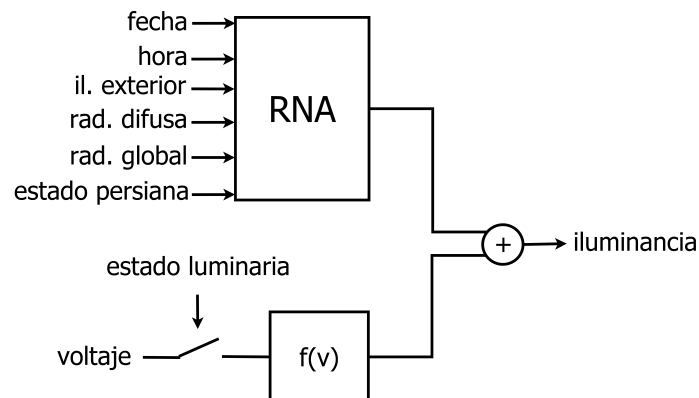 fecha
hora
il. exterior
rad. difusa
rad. global
estado persiana
RNA
+
iluminancia
estado luminaria
voltaje
f(v)